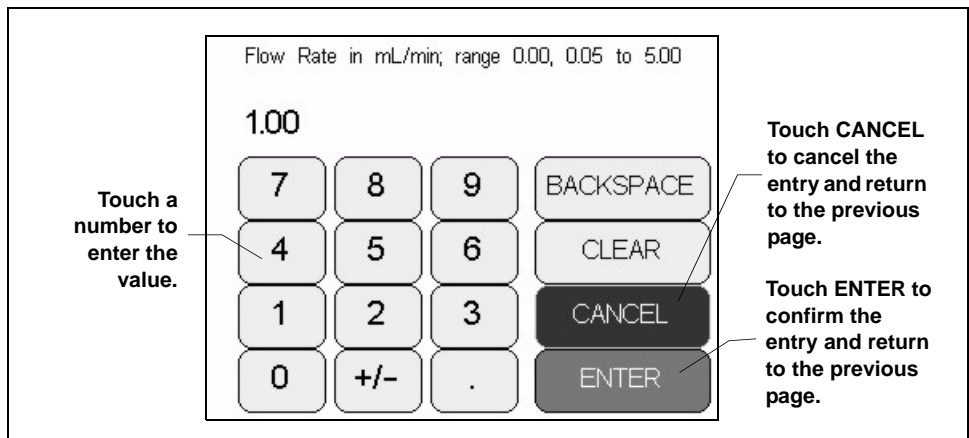 Flow Rate in mL/min; range 0.00, 0.05 to 5.00
1.00
7 8 9 BACKSPACE
4 5 6 CLEAR
1 2 3 CANCEL
0 +/- . ENTER
Touch a
number to
enter the
value.
Touch CANCEL
to cancel the
entry and return
to the previous
page.
Touch ENTER to
confirm the
entry and return
to the previous
page.